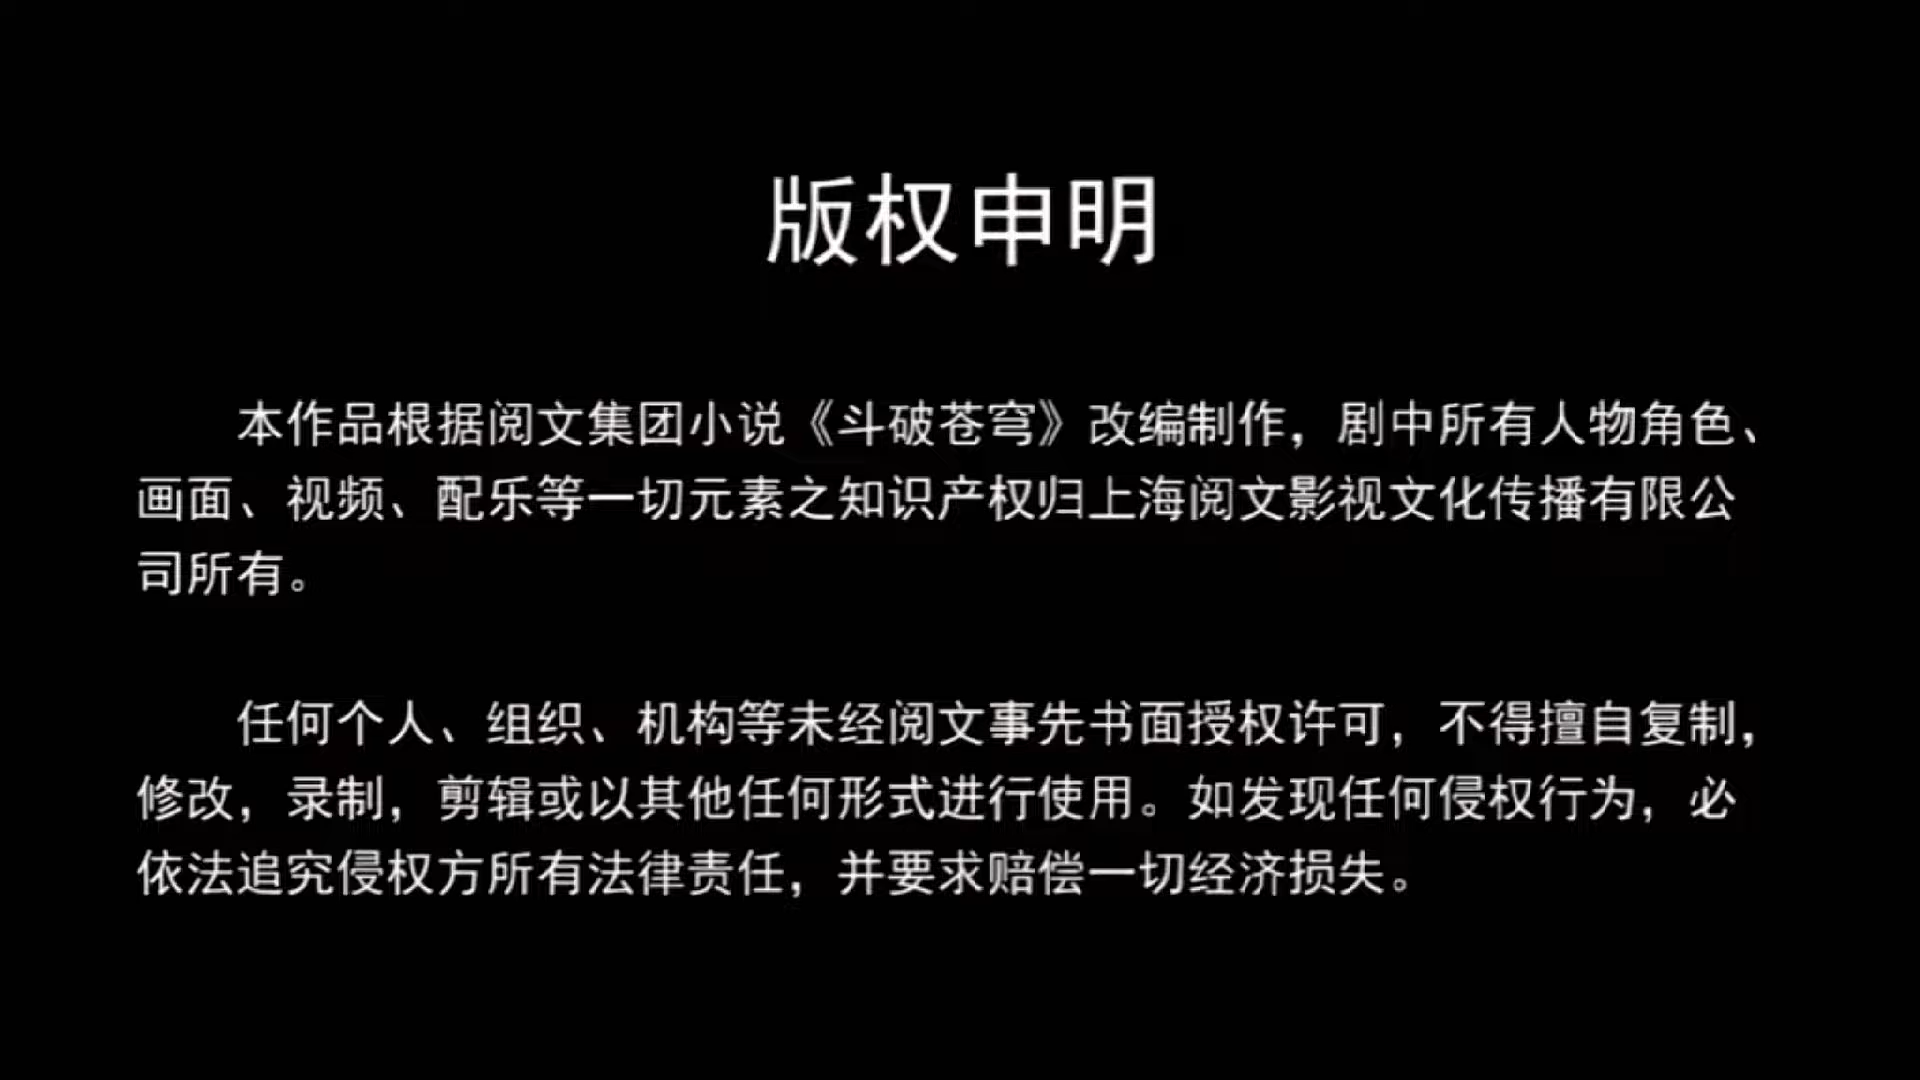 版权申明
本作品根据阅文集团小说《斗破苍穹》改编制作，剧中所有人物角色、
画面、视频、配乐等一切元素之知识产权归上海阅文影视文化传播有限公
司所有。
任何个人、组织、机构等未经阅文事先书面授权许可，不得擅自复制，
修改，录制，剪辑或以其他任何形式进行使用。如发现任何侵权行为，必
依法追究侵权方所有法律责任，并要求赔偿一切经济损失。